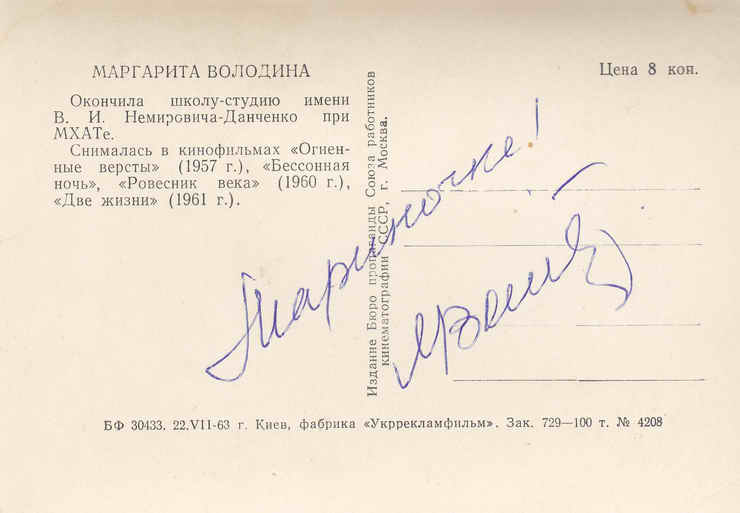 МАРГАРИТА ВОЛОДИНА
Окончила школу-студию имени
В. И. Немировича-Данченко при
МХАТе.
Снималась в кинофильмах «Огнен-
ные версты» (1957 г.), «Бессонная
ночь», «Ровесник века» (1960 г.),
«Две жизни» (1961 г.).
Издание Бюро пропаганды Союза работников
кинематографии СССР, г. Москва.
Цена 8 коп.
Мариночке!
БФ 30433. 22.VII-63 г. Киев, фабрика «Укррекламфильм». Зак. 729—100 т. № 4208